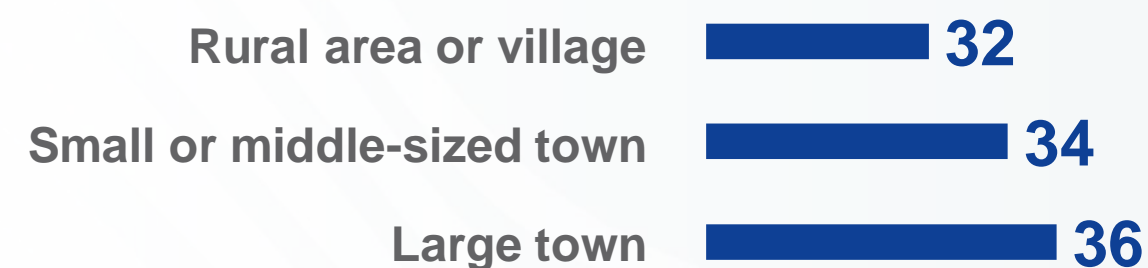 Rural area or village 32
Small or middle-sized town 34
Large town 36